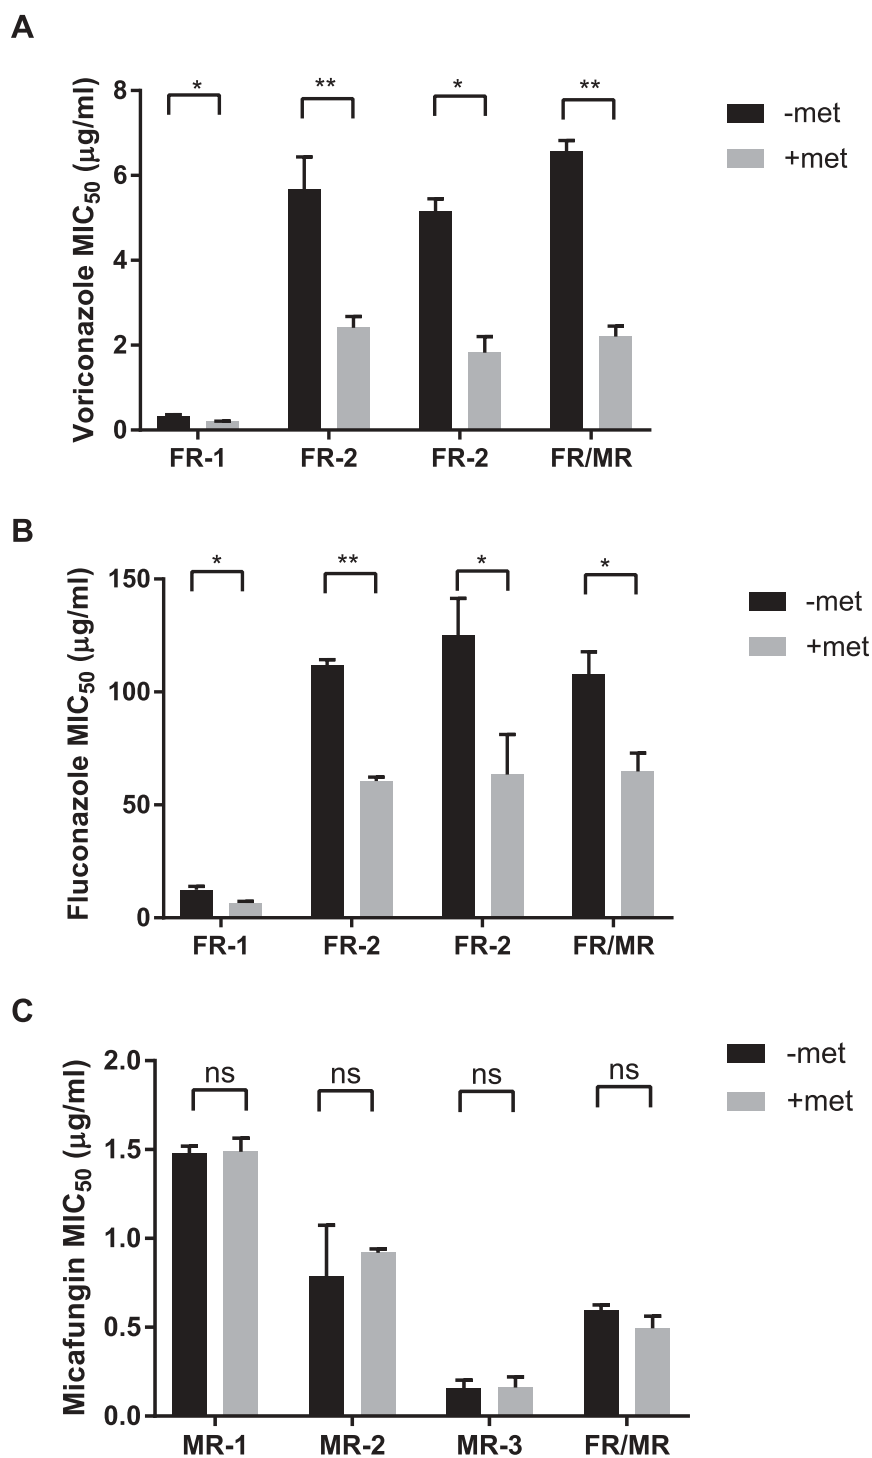 A
Voriconazole MIC50 (μg/ml)
8
6
4
2
0
*
**
*
**
FR-1
FR-2
FR-2
FR/MR
-met
+met
B
Fluconazole MIC50 (μg/ml)
150
100
50
0
*
**
*
*
FR-1
FR-2
FR-2
FR/MR
-met
+met
C
Micafungin MIC50 (μg/ml)
2.0
1.5
1.0
0.5
0.0
ns
ns
ns
ns
MR-1
MR-2
MR-3
FR/MR
-met
+met